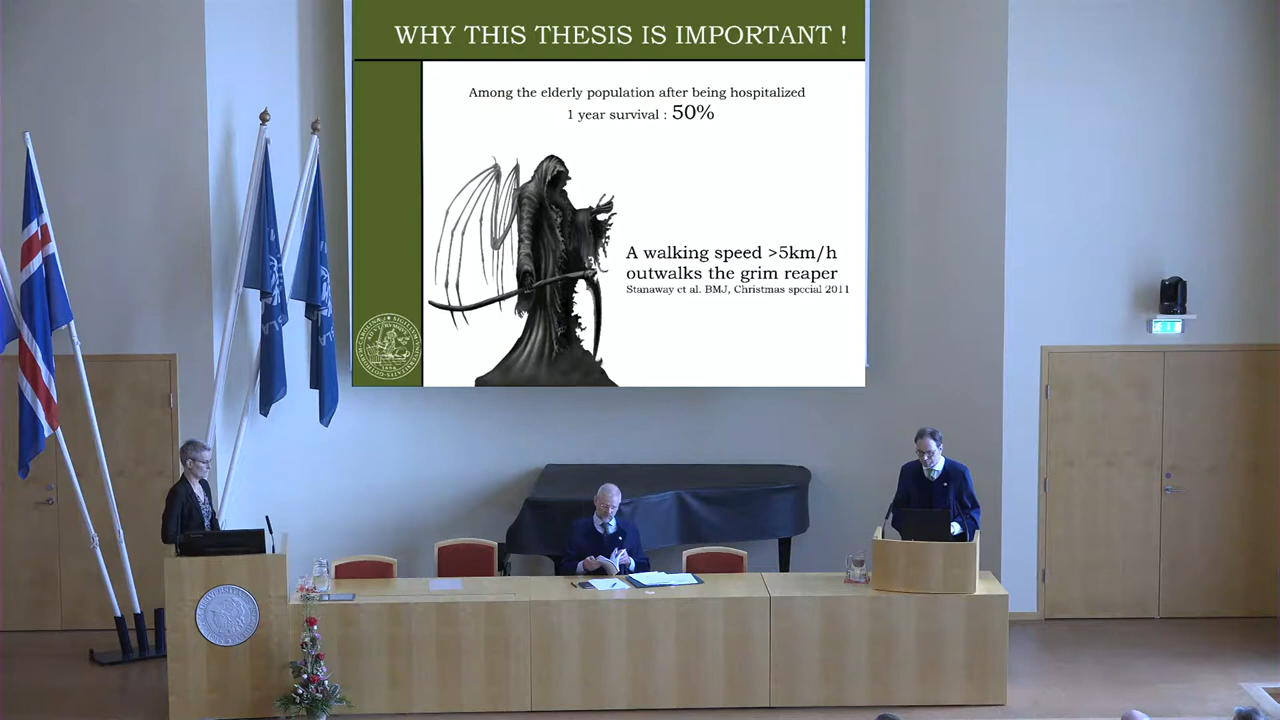 WHY THIS THESIS IS IMPORTANT !
Among the elderly population after being hospitalized
1 year survival : 50%
A walking speed >5km/h
outwalks the grim reaper
Stanaway et al. BMJ, Christmas special 2011